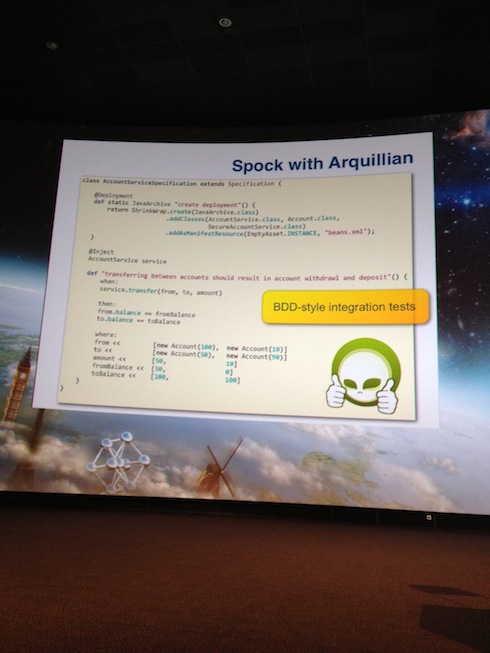 Spock with Arquillian
class AccountServiceSpecification extends Specification {
@Deployment
def static JavaArchive "create deployment"() {
return ShrinkWrap.create(JavaArchive.class)
.addClasses(AccountService.class, Account.class,
SecureAccountService.class)
.addAsManifestResource(EmptyAsset.INSTANCE, "beans.xml");
}
@Inject
AccountService service
def "transferring between accounts should result in account withdrawl and deposit"() {
when:
service.transfer(from, to, amount)
then:
from.balance == fromBalance
to.balance == toBalance
BDD-style integration tests
where:
from << [new Account(100), new Account(10)]
to << [new Account(50), new Account(90)]
amount << [50, 10]
fromBalance << [50, 0]
toBalance << [100, 100]
}
}